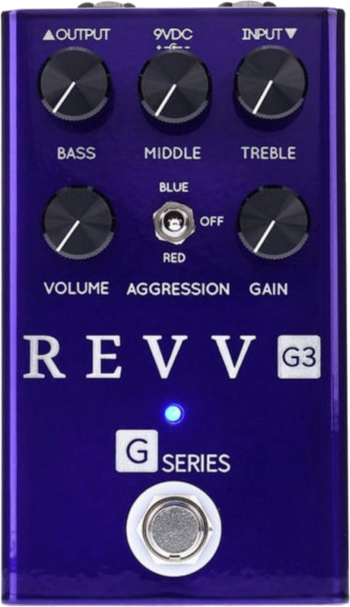 ▲OUTPUT 9VDC INPUT▼
BASS MIDDLE TREBLE
BLUE
OFF
RED
VOLUME AGGRESSION GAIN
REVV G3
G SERIES